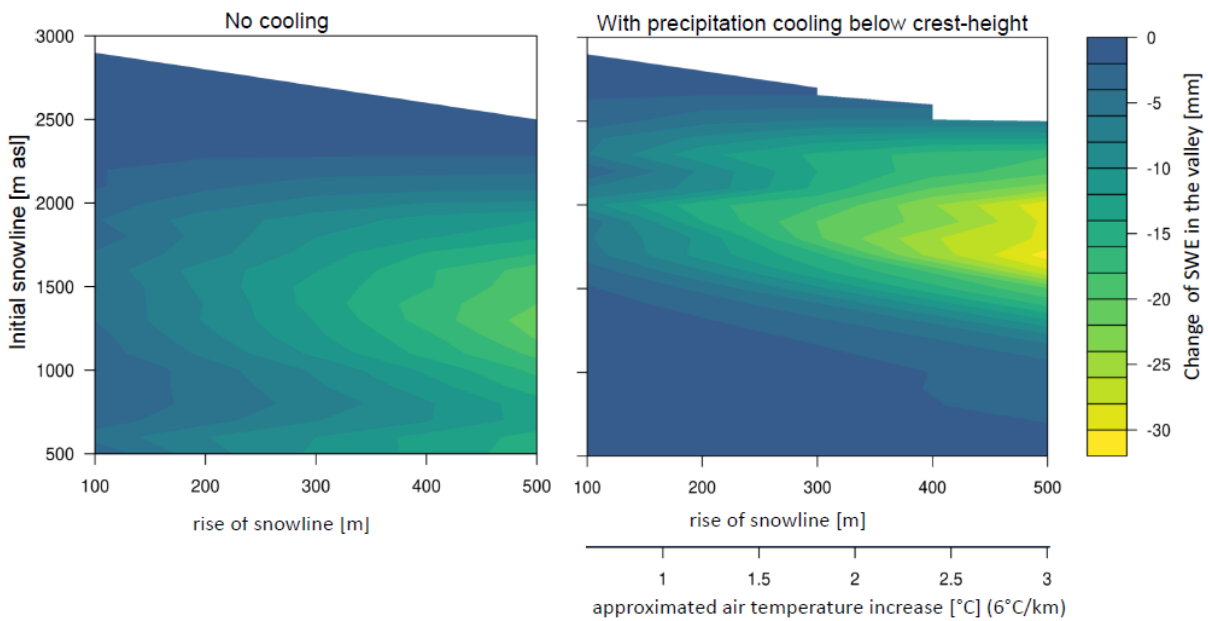 No cooling
With precipitation cooling below crest-height
3000
2500
2000
1500
1000
500
Initial snowline [m asl]
100 200 300 400 500
rise of snowline [m]
100 200 300 400 500
rise of snowline [m]
1 1.5 2 2.5 3
approximated air temperature increase [°C] (6°C/km)
0
-5
-10
-15
-20
-25
-30
Change of SWE in the valley [mm]